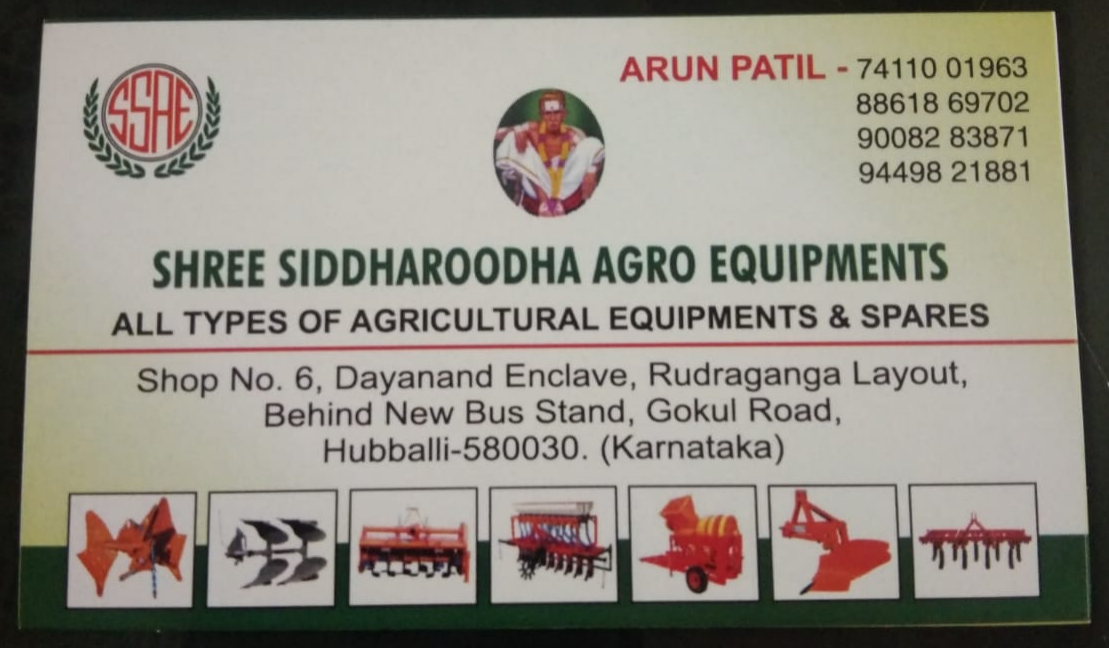 SSAE
ARUN PATIL - 74110 01963
88618 69702
90082 83871
94498 21881
SHREE SIDDHAROODHA AGRO EQUIPMENTS
ALL TYPES OF AGRICULTURAL EQUIPMENTS & SPARES
Shop No. 6, Dayanand Enclave, Rudraganga Layout,
Behind New Bus Stand, Gokul Road,
Hubballi-580030. (Karnataka)